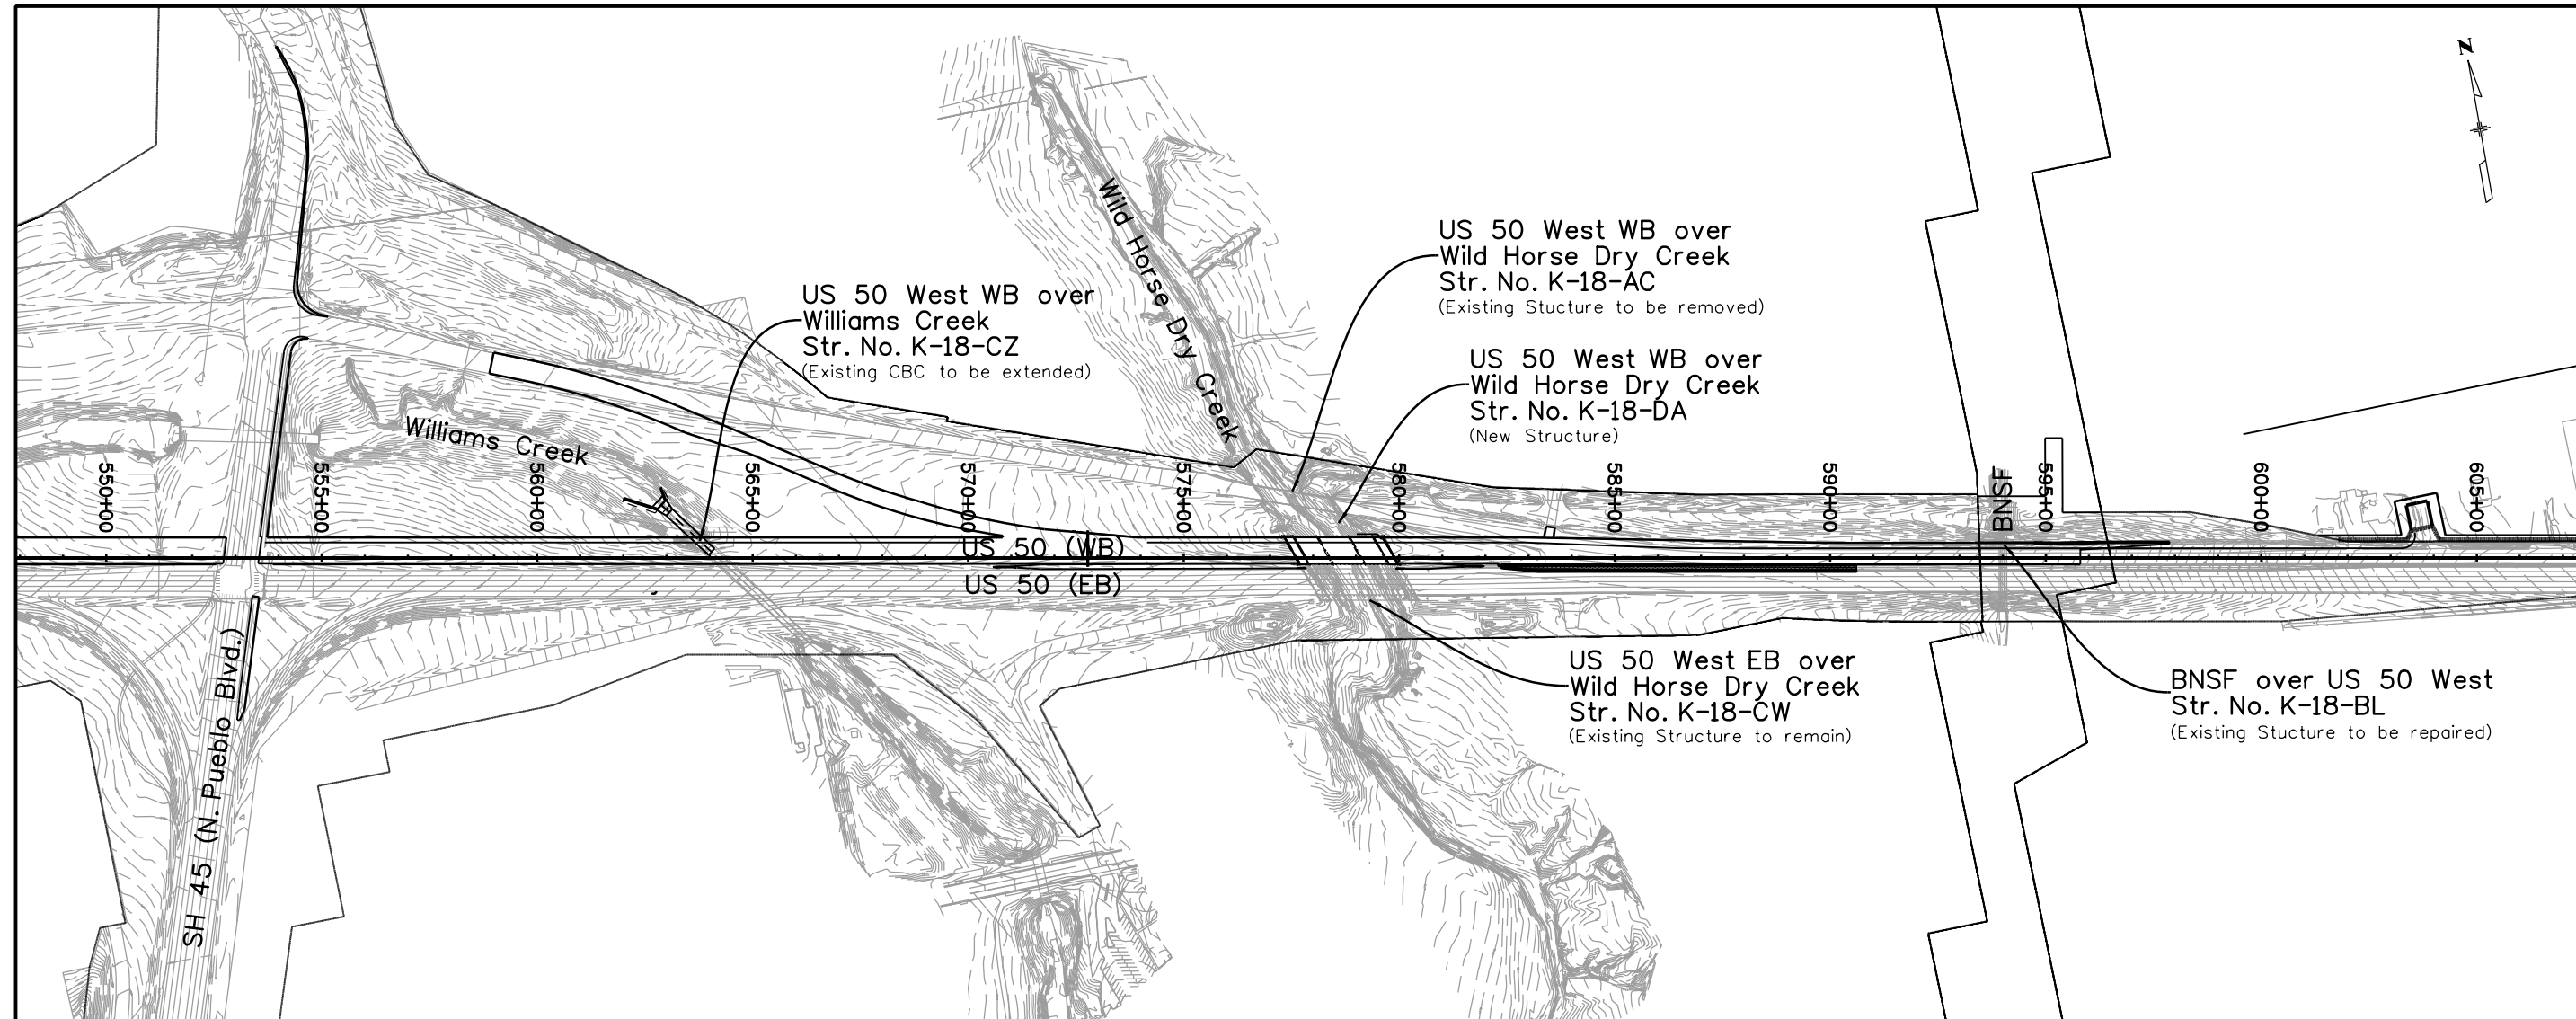 N
US 50 West WB over
Wild Horse Dry Creek
Str. No. K-18-AC
(Existing Stucture to be removed)
US 50 West WB over
Williams Creek
Str. No. K-18-CZ
(Existing CBC to be extended)
US 50 West WB over
Wild Horse Dry Creek
Str. No. K-18-DA
(New Structure)
Wild Horse Dry Creek
Williams Creek
550+00
555+00
560+00
565+00
570+00
575+00
580+00
585+00
590+00
BNSF
595+00
600+00
605+00
US 50 (WB)
US 50 (EB)
SH 45 (N. Pueblo Blvd.)
US 50 West EB over
Wild Horse Dry Creek
Str. No. K-18-CW
(Existing Structure to remain)
BNSF over US 50 West
Str. No. K-18-BL
(Existing Stucture to be repaired)